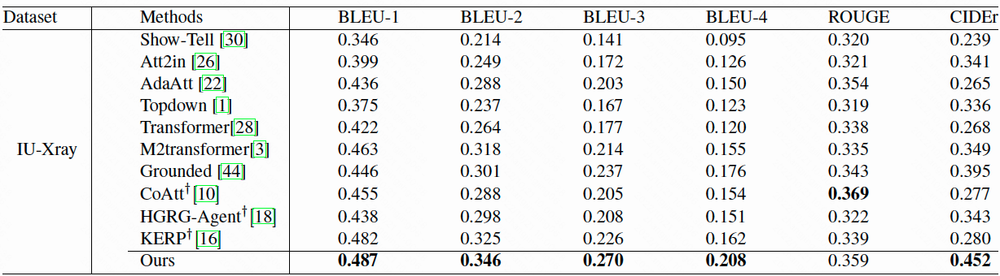 Dataset Methods BLEU-1 BLEU-2 BLEU-3 BLEU-4 ROUGE CIDEr
Show-Tell [30] 0.346 0.214 0.141 0.095 0.320 0.239
Att2in [26] 0.399 0.249 0.172 0.126 0.321 0.341
AdaAtt [22] 0.436 0.288 0.203 0.150 0.354 0.265
Topdown [1] 0.375 0.237 0.167 0.123 0.319 0.336
Transformer[28] 0.422 0.264 0.177 0.120 0.338 0.268
IU-Xray M2transformer[3] 0.463 0.318 0.214 0.155 0.335 0.349
Grounded [44] 0.446 0.301 0.237 0.176 0.343 0.395
CoAtt† [10] 0.455 0.288 0.205 0.154 0.369 0.277
HGRG-Agent† [18] 0.438 0.298 0.208 0.151 0.322 0.343
KERP† [16] 0.482 0.325 0.226 0.162 0.339 0.280
Ours 0.487 0.346 0.270 0.208 0.359 0.452